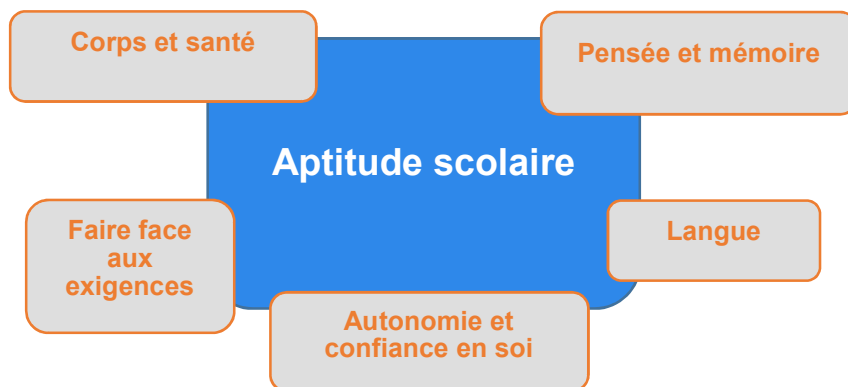 Corps et santé
Pensée et mémoire
Aptitude scolaire
Faire face
aux
exigences
Langue
Autonomie et
confiance en soi